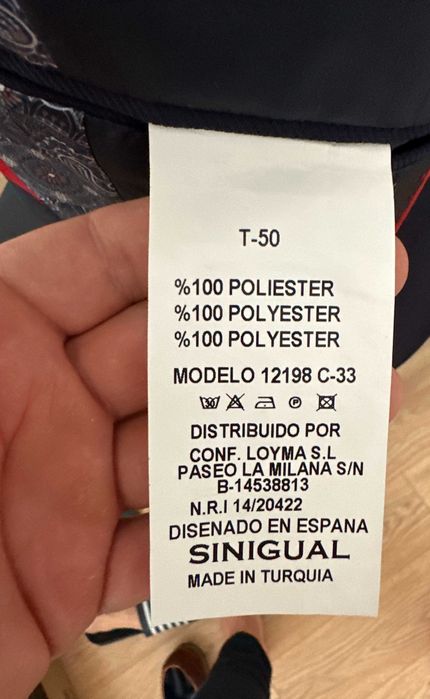 T-50
%100 POLIESTER
%100 POLYESTER
%100 POLYESTER
MODELO 12198 C-33
DISTRIBUIDO POR
CONF. LOYMA S.L
PASEO LA MILANA S/N
B-14538813
N.R.I 14/20422
DISENADO EN ESPANA
SINIGUAL
MADE IN TURQUIA